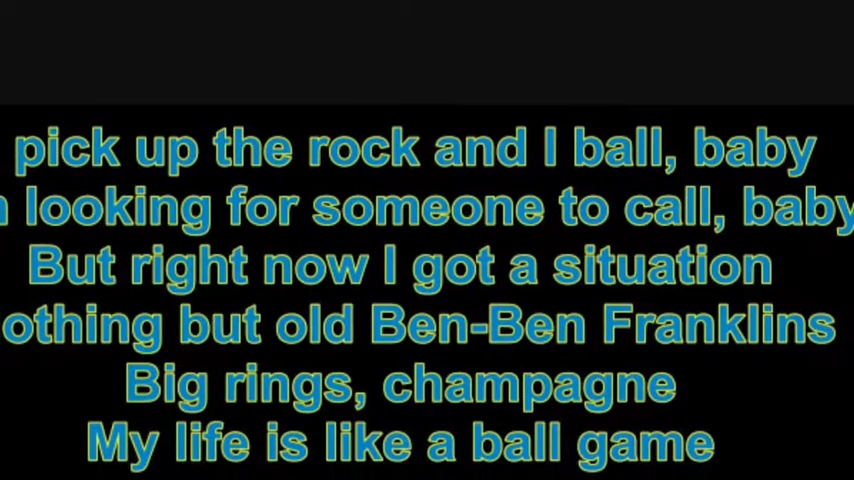 pick up the rock and I ball, baby
looking for someone to call, baby
But right now I got a situation
othing but old Ben-Ben Franklins
Big rings, champagne
My life is like a ball game